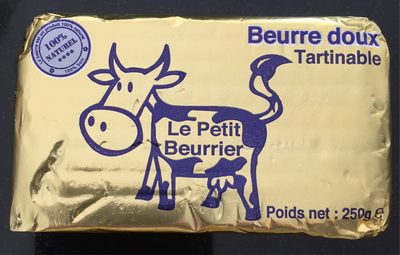 Beurre doux
Tartinable
100%
NATUREL
Le Petit
Beurrier
Poids net : 250g e